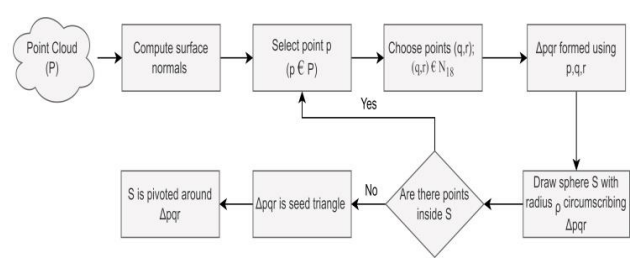 Point Cloud
(P)
Compute surface
normals
Select point p
(p € P)
Choose points (q,r);
(q,r) € N18
Δpqr formed using
p,q,r
Yes
S is pivoted around
Δpqr
Δpqr is seed triangle
No
Are there points
inside S
Draw sphere S with
radius ρ circumscribing
Δpqr